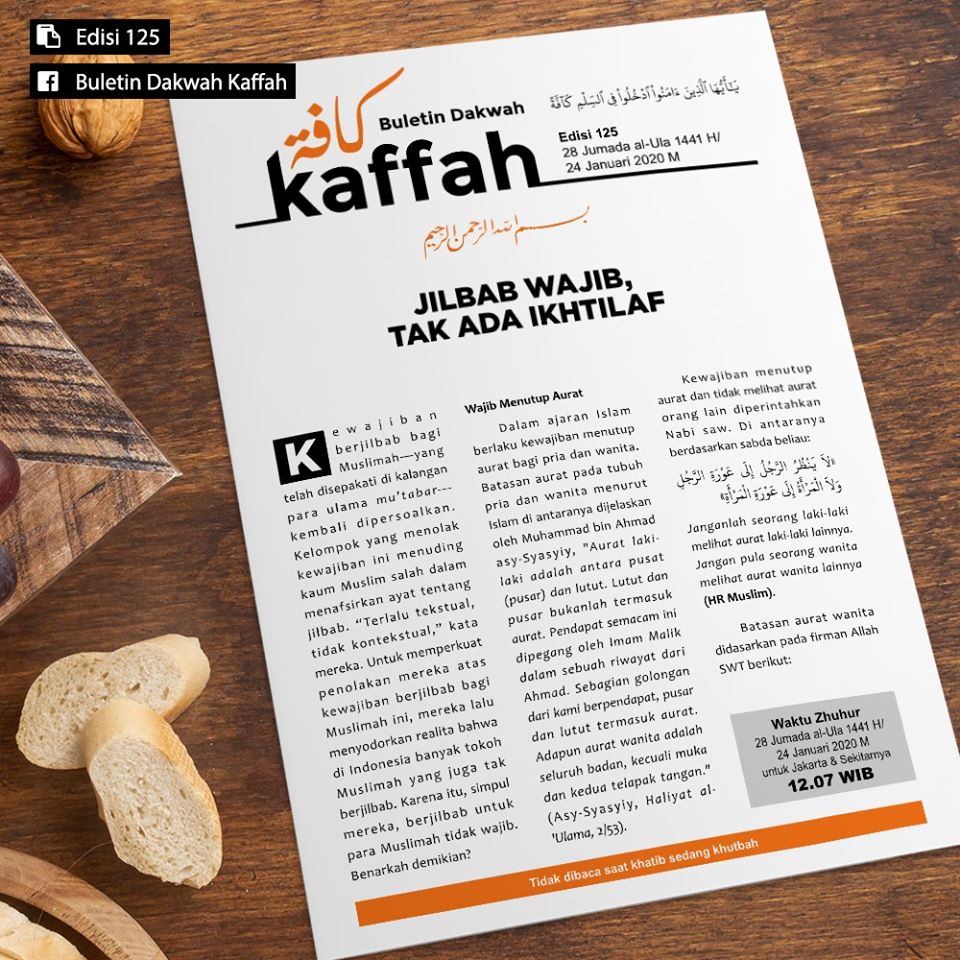 Edisi 125
Buletin Dakwah Kaffah
كافة
Buletin Dakwah
kaffah
يَـٰٓأَيُّهَا ٱلَّذِينَ ءَامَنُوا۟ ٱدْخُلُوا۟ فِى ٱلسِّلْمِ كَآفَّةً
Edisi 125
28 Jumada al-Ula 1441 H/
24 Januari 2020 M
بسم الله الرحمن الرحيم
JILBAB WAJIB,
TAK ADA IKHTILAF
Kewajiban
berjilbab bagi
Muslimah—yang
telah disepakati di kalangan
para ulama mu'tabar---
kembali dipersoalkan.
Kelompok yang menolak
kewajiban ini menuding
kaum Muslim salah dalam
menafsirkan ayat tentang
jilbab. “Terlalu tekstual,
tidak kontekstual,” kata
mereka. Untuk memperkuat
penolakan mereka atas
kewajiban berjilbab bagi
Muslimah ini, mereka lalu
menyodorkan realita bahwa
di Indonesia banyak tokoh
Muslimah yang juga tak
berjilbab. Karena itu, simpul
mereka, berjilbab untuk
para Muslimah tidak wajib.
Benarkah demikian?
Wajib Menutup Aurat
Dalam ajaran Islam
berlaku kewajiban menutup
aurat bagi pria dan wanita.
Batasan aurat pada tubuh
pria dan wanita menurut
Islam di antaranya dijelaskan
oleh Muhammad bin Ahmad
asy-Syasyiy, "Aurat laki-
laki adalah antara pusat
(pusar) dan lutut. Lutut dan
pusar bukanlah termasuk
aurat. Pendapat semacam ini
dipegang oleh Imam Malik
dalam sebuah riwayat dari
Ahmad. Sebagian golongan
dari kami berpendapat, pusar
dan lutut termasuk aurat.
Adapun aurat wanita adalah
seluruh badan, kecuali muka
dan kedua telapak tangan.”
(Asy-Syasyiy, Haliyat al-
'Ulama, 2/53).
Kewajiban menutup
aurat dan tidak melihat aurat
orang lain diperintahkan
Nabi saw. Di antaranya
berdasarkan sabda beliau:
«لاَ يَنْظُرُ الرَّجُلُ إِلَى عَوْرَةِ الرَّجُلِ
وَلاَ الْمَرْأَةُ إِلَى عَوْرَةِ الْمَرْأَةِ»
Janganlah seorang laki-laki
melihat aurat laki-laki lainnya.
Jangan pula seorang wanita
melihat aurat wanita lainnya
(HR Muslim).
Batasan aurat wanita
didasarkan pada firman Allah
SWT berikut:
Waktu Zhuhur
28 Jumada al-Ula 1441 H/
24 Januari 2020 M
untuk Jakarta & Sekitarnya
12.07 WIB
Tidak dibaca saat khatib sedang khutbah